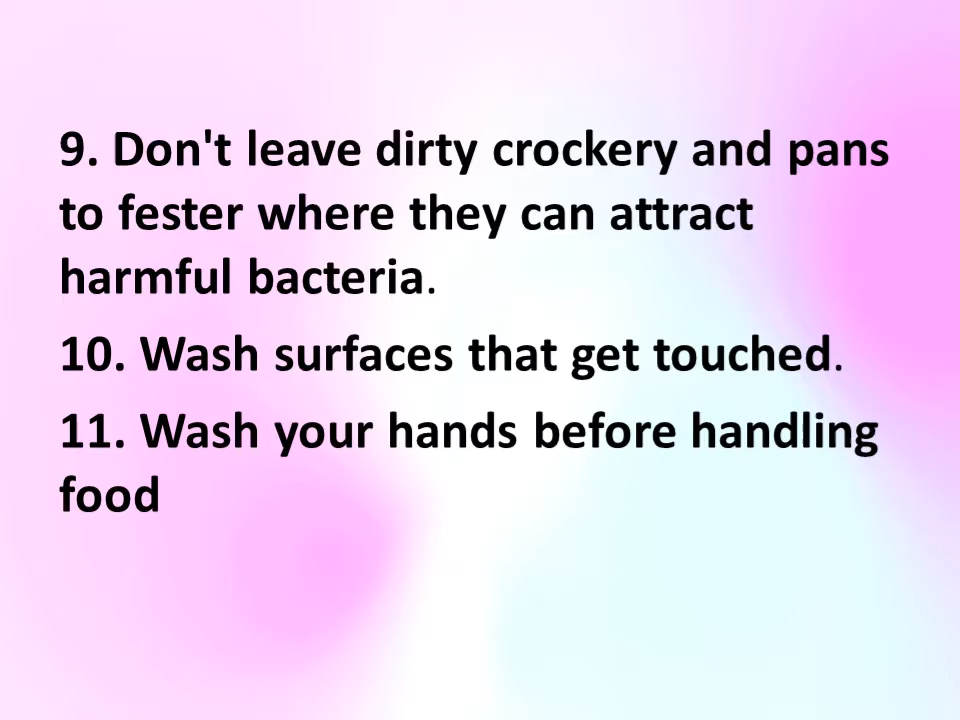 9. Don't leave dirty crockery and pans
to fester where they can attract
harmful bacteria.
10. Wash surfaces that get touched.
11. Wash your hands before handling
food